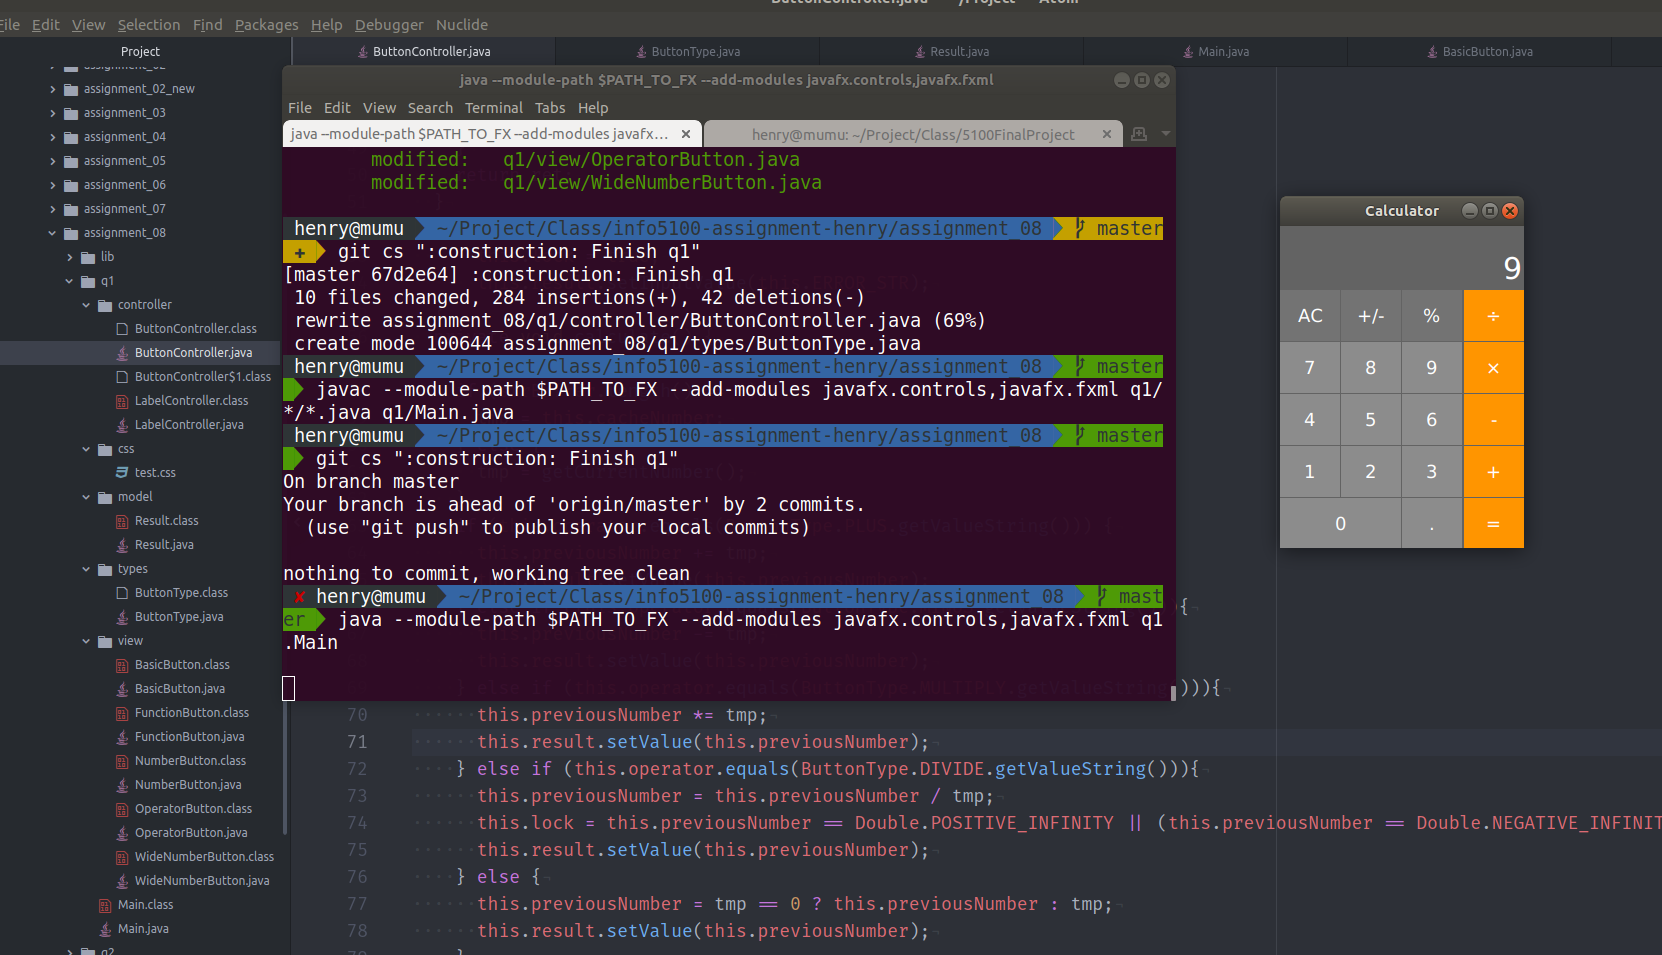 File Edit View Selection Find Packages Help Debugger Nuclide
Project
ButtonController.java
ButtonType.java
Result.java
Main.java
BasicButton.java
assignment_02_new
assignment_03
assignment_04
assignment_05
assignment_06
assignment_07
assignment_08
lib
q1
controller
ButtonController.class
ButtonController.java
ButtonController$1.class
LabelController.class
LabelController.java
css
test.css
model
Result.class
Result.java
types
ButtonType.class
ButtonType.java
view
BasicButton.class
BasicButton.java
FunctionButton.class
FunctionButton.java
NumberButton.class
NumberButton.java
OperatorButton.class
OperatorButton.java
WideNumberButton.class
WideNumberButton.java
Main.class
Main.java
q2
java --module-path $PATH_TO_FX --add-modules javafx.controls,javafx.fxml
File Edit View Search Terminal Tabs Help
java --module-path $PATH_TO_FX --add-modules javafx... ×
henry@mumu: ~/Project/Class/5100FinalProject ×
modified: q1/view/OperatorButton.java
modified: q1/view/WideNumberButton.java
henry@mumu ~/Project/Class/info5100-assignment-henry/assignment_08 master
+ git cs ":construction: Finish q1"
[master 67d2e64] :construction: Finish q1
10 files changed, 284 insertions(+), 42 deletions(-)
rewrite assignment_08/q1/controller/ButtonController.java (69%)
create mode 100644 assignment_08/q1/types/ButtonType.java
henry@mumu ~/Project/Class/info5100-assignment-henry/assignment_08 master
javac --module-path $PATH_TO_FX --add-modules javafx.controls,javafx.fxml q1/
*/*.java q1/Main.java
henry@mumu ~/Project/Class/info5100-assignment-henry/assignment_08 master
git cs ":construction: Finish q1"
On branch master
Your branch is ahead of 'origin/master' by 2 commits.
(use "git push" to publish your local commits)
nothing to commit, working tree clean
✘ henry@mumu ~/Project/Class/info5100-assignment-henry/assignment_08 mast
er java --module-path $PATH_TO_FX --add-modules javafx.controls,javafx.fxml q1
.Main
70 this.previousNumber *= tmp;
71 this.result.setValue(this.previousNumber);
72 } else if (this.operator.equals(ButtonType.DIVIDE.getValueString())){
73 this.previousNumber = this.previousNumber / tmp;
74 this.lock = this.previousNumber == Double.POSITIVE_INFINITY || (this.previousNumber == Double.NEGATIVE_INFINIT
75 this.result.setValue(this.previousNumber);
76 } else {
77 this.previousNumber = tmp == 0 ? this.previousNumber : tmp;
78 this.result.setValue(this.previousNumber);
Calculator
9
AC +/- % ÷
7 8 9 ×
4 5 6 -
1 2 3 +
0 . =